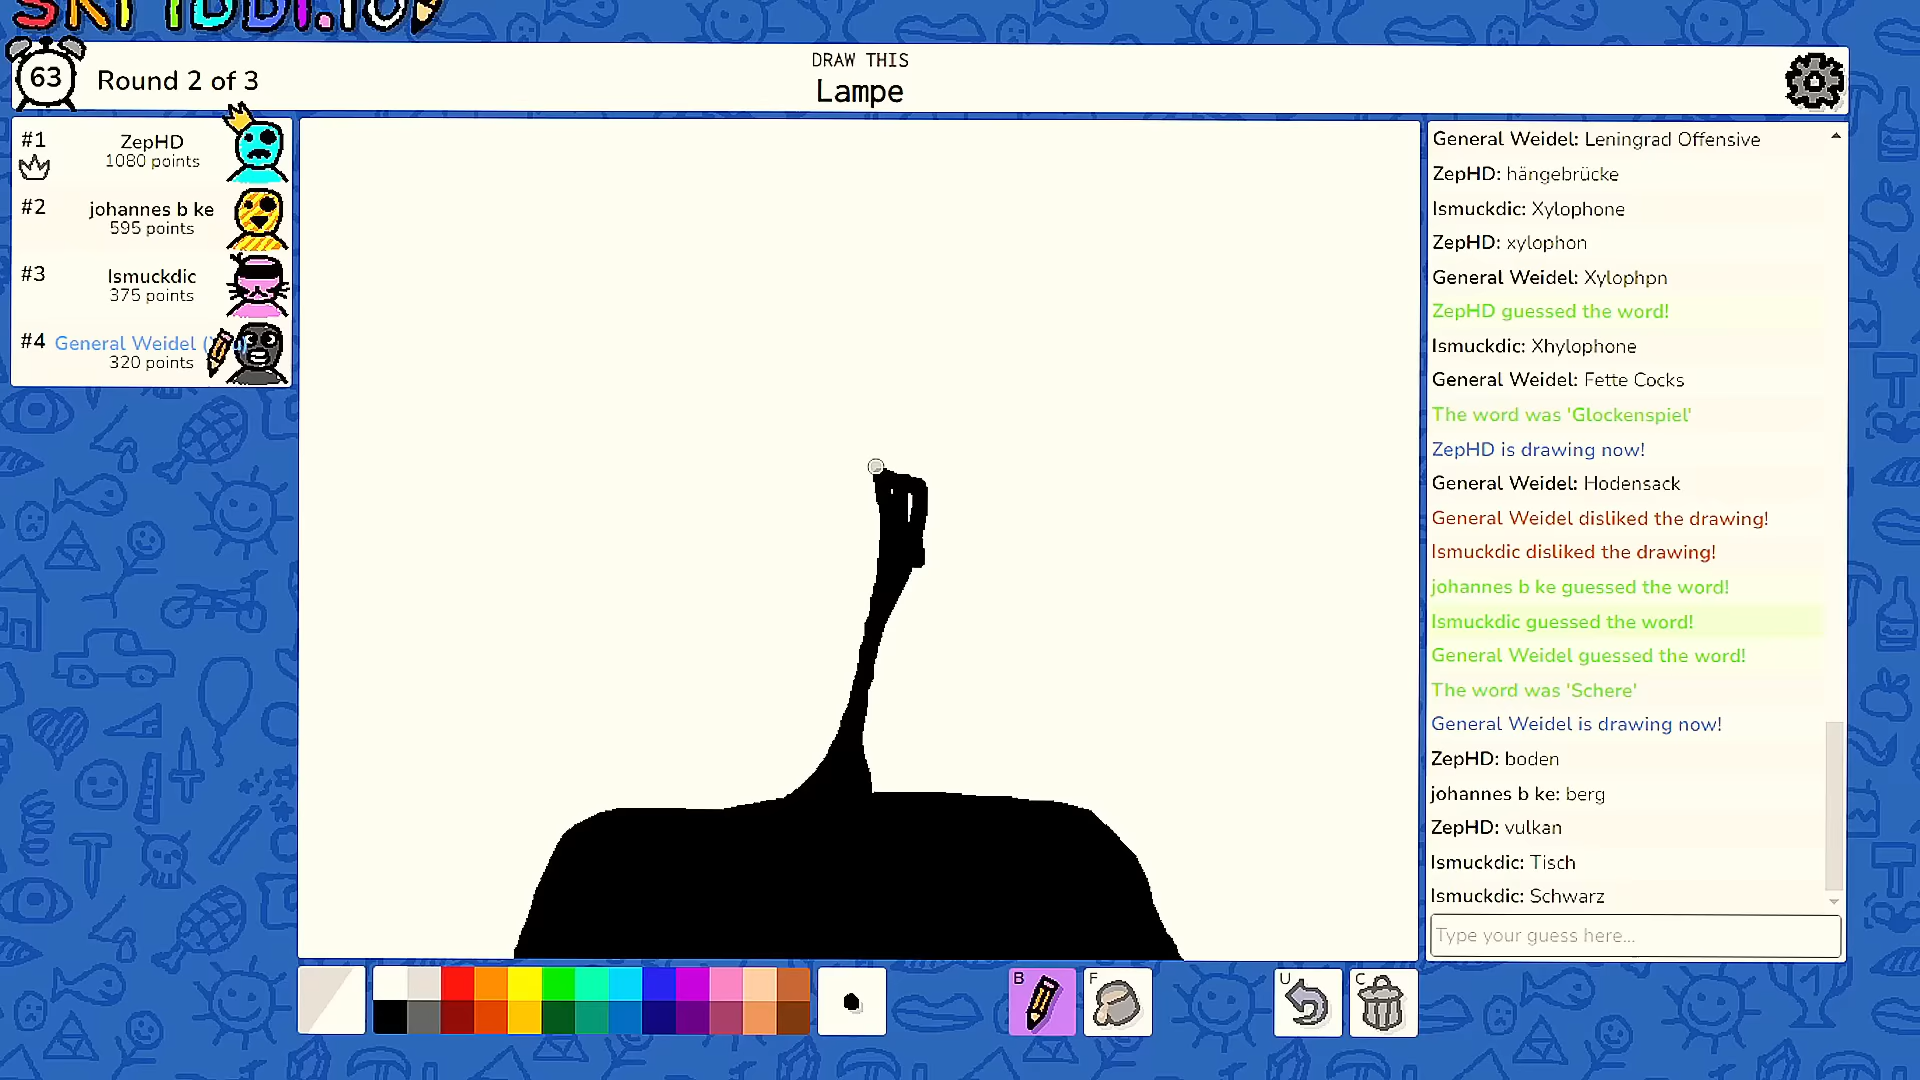 SKRIBBL.IO
63
Round 2 of 3
DRAW THIS
Lampe
#1
ZepHD
1080 points
#2
johannes b ke
595 points
#3
Ismuckdic
375 points
#4
General Weidel
320 points
General Weidel: Leningrad Offensive
ZepHD: hängebrücke
Ismuckdic: Xylophone
ZepHD: xylophon
General Weidel: Xylophpn
ZepHD guessed the word!
Ismuckdic: Xhylophone
General Weidel: Fette Cocks
The word was 'Glockenspiel'
ZepHD is drawing now!
General Weidel: Hodensack
General Weidel disliked the drawing!
Ismuckdic disliked the drawing!
johannes b ke guessed the word!
Ismuckdic guessed the word!
General Weidel guessed the word!
The word was 'Schere'
General Weidel is drawing now!
ZepHD: boden
johannes b ke: berg
ZepHD: vulkan
Ismuckdic: Tisch
Ismuckdic: Schwarz
Type your guess here...
B
F
U
C